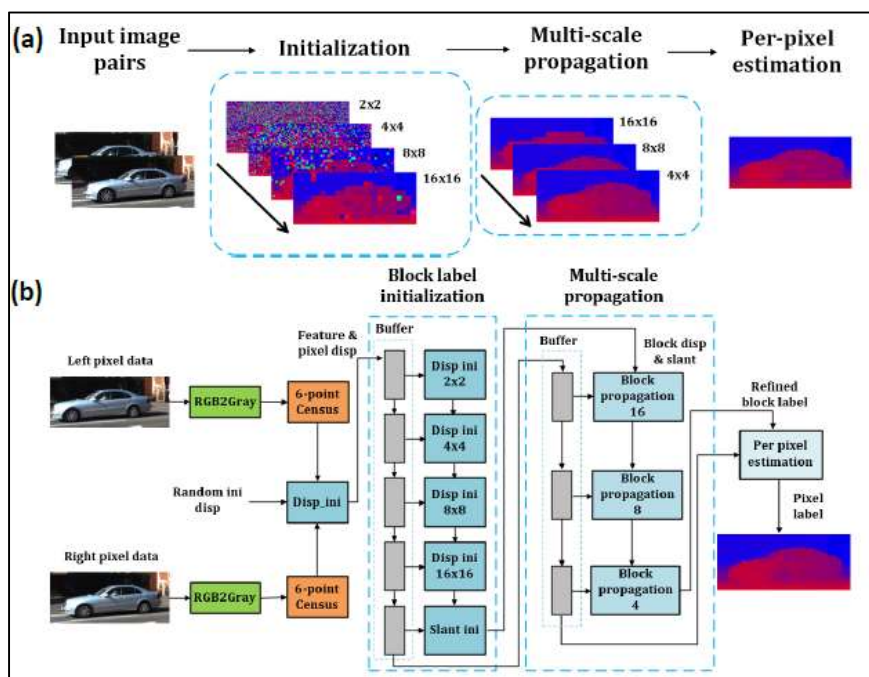 (a)
Input image
pairs
Initialization
Multi-scale
propagation
Per-pixel
estimation
2x2
4x4
8x8
16x16
16x16
8x8
4x4
(b)
Block label
initialization
Multi-scale
propagation
Feature &
pixel disp
Buffer
Buffer
Block disp
& slant
Left pixel data
RGB2Gray
6-point
Census
Random ini
disp
Disp_ini
Right pixel data
RGB2Gray
6-point
Census
Disp ini
2x2
Disp ini
4x4
Disp ini
8x8
Disp ini
16x16
Slant ini
Block
propagation
16
Block
propagation
8
Block
propagation
4
Refined
block label
Per pixel
estimation
Pixel
label